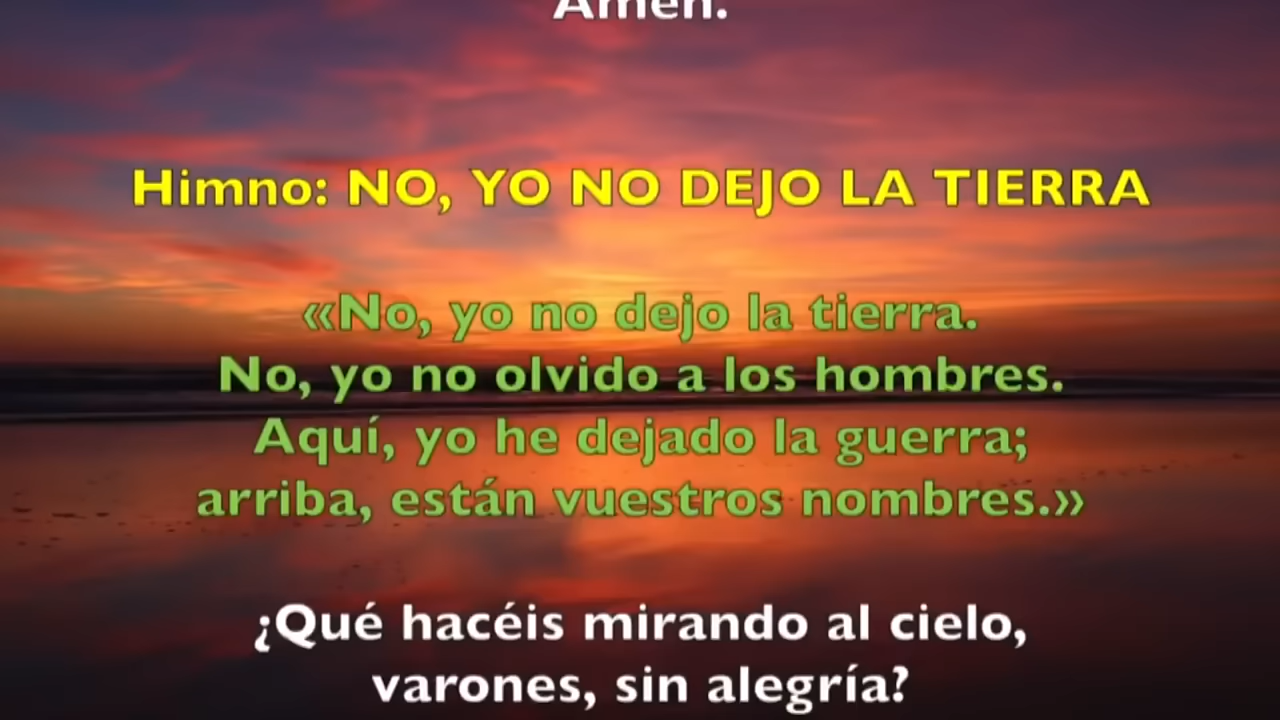 Amén.
Himno: NO, YO NO DEJO LA TIERRA
«No, yo no dejo la tierra.
No, yo no olvido a los hombres.
Aquí, yo he dejado la guerra;
arriba, están vuestros nombres.»
¿Qué hacéis mirando al cielo,
varones, sin alegría?